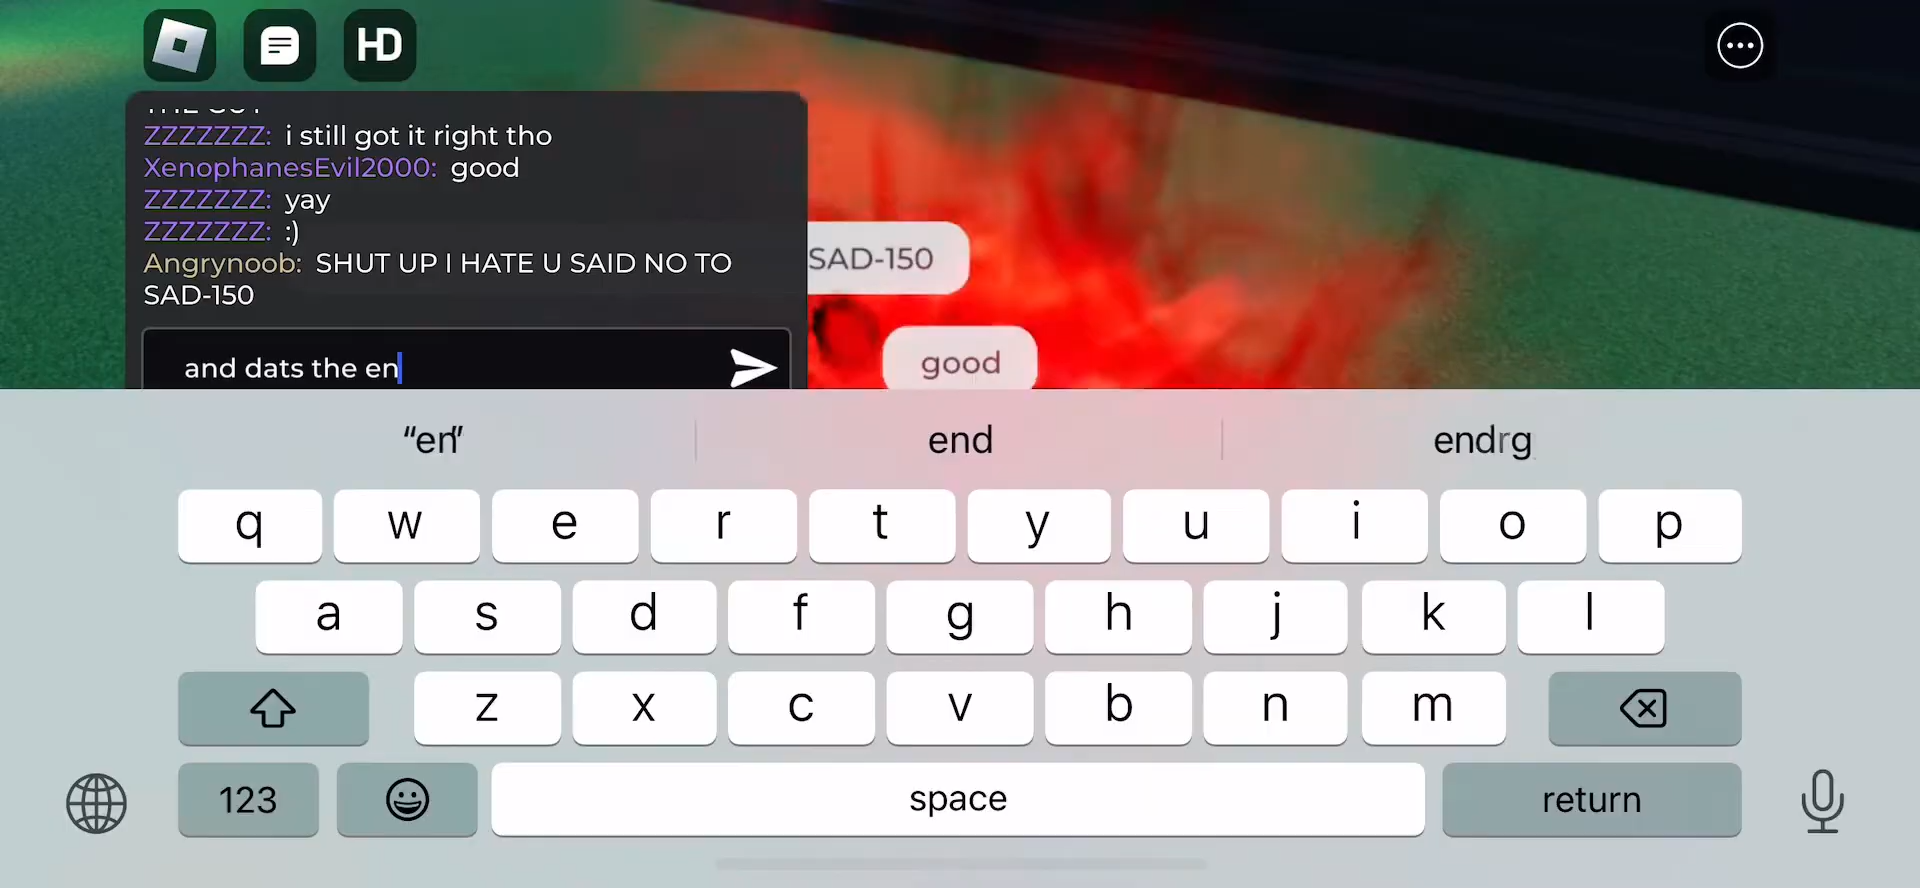 HD
ZZZZZZZ: i still got it right tho
XenophanesEvil2000: good
ZZZZZZZ: yay
ZZZZZZZ: :)
Angrynoob: SHUT UP I HATE U SAID NO TO
SAD-150
SAD-150
good
and dats the en
“en” end
q w e r t y u i o p
a s d f g h j k l
z x c v b n m
123 space return